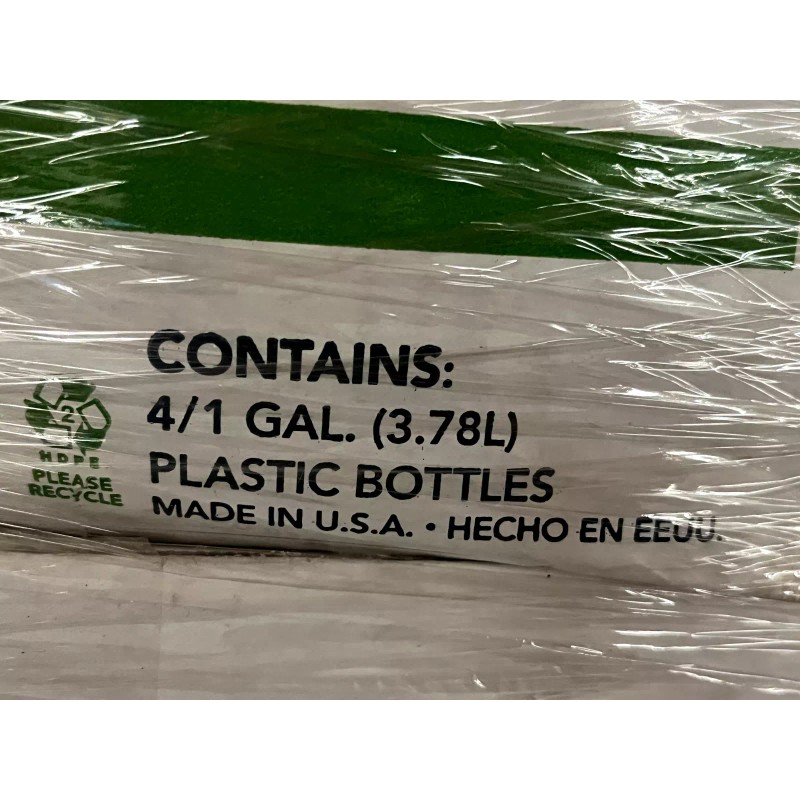 CONTAINS:
4/1 GAL. (3.78L)
PLASTIC BOTTLES
MADE IN U.S.A. • HECHO EN EEUU.
2
HDPE
PLEASE
RECYCLE